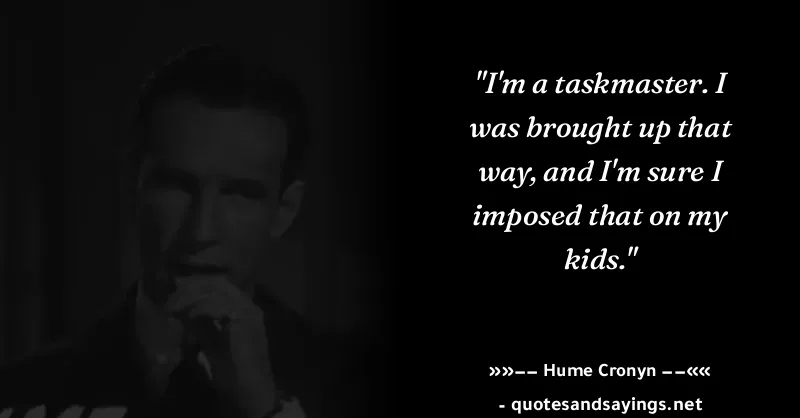 "I'm a taskmaster. I
was brought up that
way, and I'm sure I
imposed that on my
kids."
»»−− Hume Cronyn −−««
- quotesandsayings.net